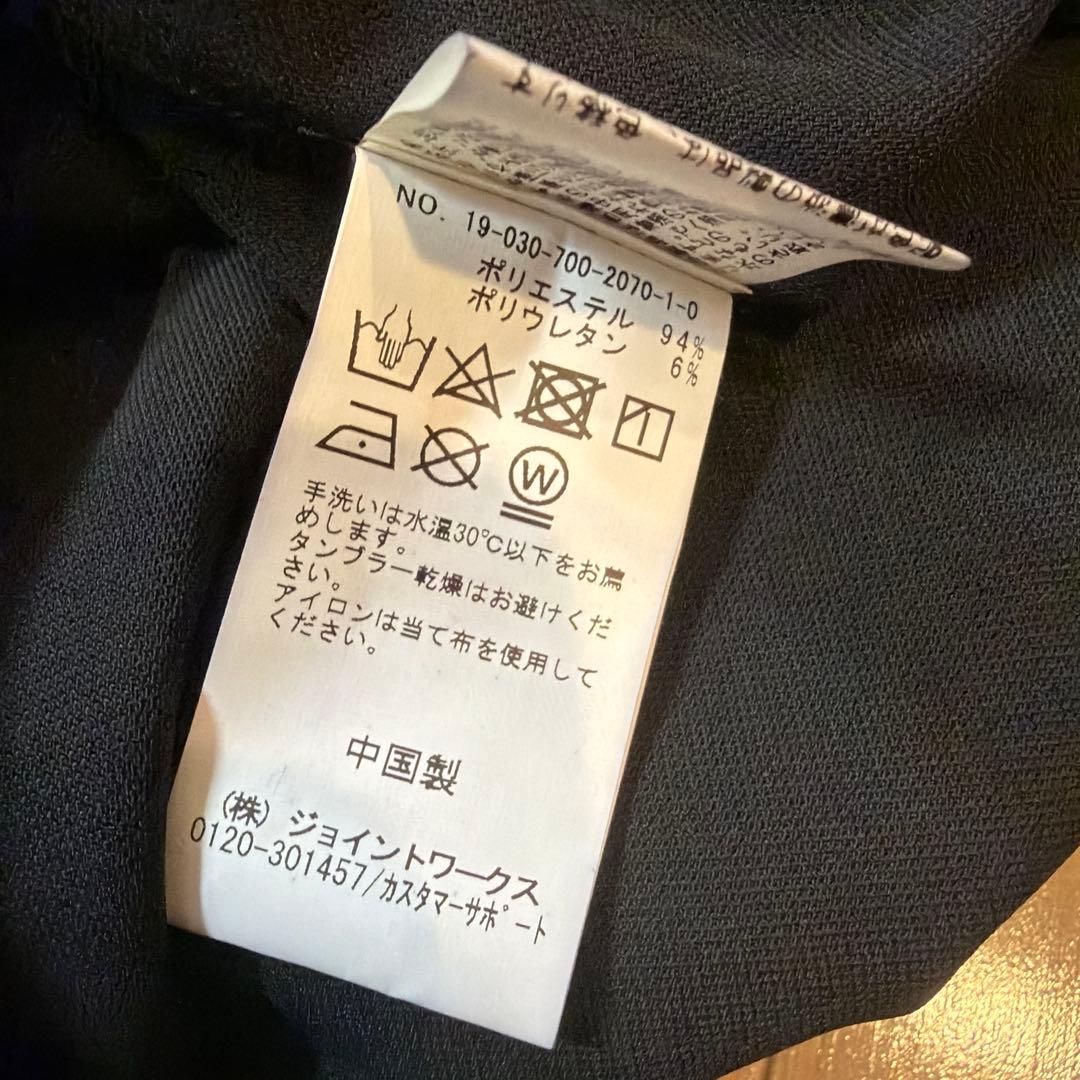 NO. 19-030-700-2070-1-0
ポリエステル 94%
ポリウレタン 6%
W
手洗いは水温30℃以下をお薦
めします。
タンブラー乾燥はお避けくだ
さい。
アイロンは当て布を使用して
ください。
中国製
(株) ジョイントワークス
0120-301457/カスタマーサポート